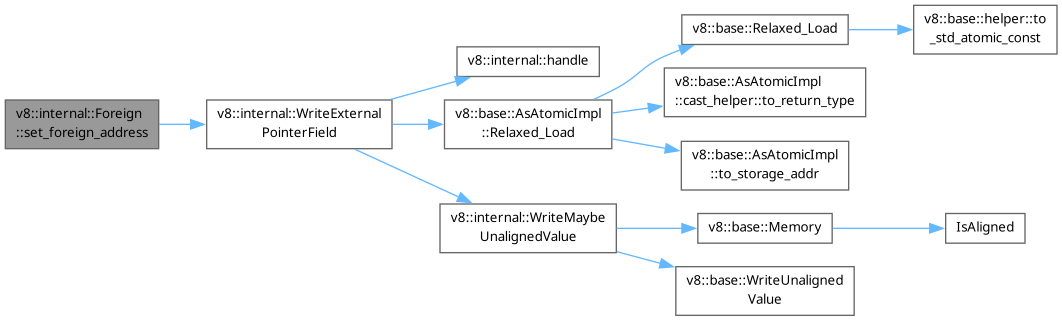 v8::internal::Foreign
::set_foreign_address
v8::internal::WriteExternal
PointerField
v8::internal::handle
v8::base::AsAtomicImpl
::Relaxed_Load
v8::base::Relaxed_Load
v8::base::helper::to
_std_atomic_const
v8::base::AsAtomicImpl
::cast_helper::to_return_type
v8::base::AsAtomicImpl
::to_storage_addr
v8::internal::WriteMaybe
UnalignedValue
v8::base::Memory
IsAligned
v8::base::WriteUnaligned
Value